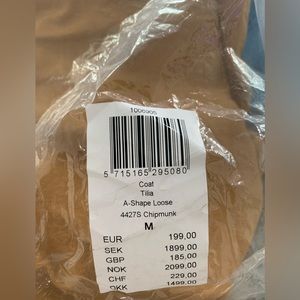 1006905
5 715165 295080
Coat
Tilia
A-Shape Loose
4427S Chipmunk
M
EUR 199,00
SEK 1899,00
GBP 185,00
NOK 2099,00
CHF 229,00
DKK 1499,00